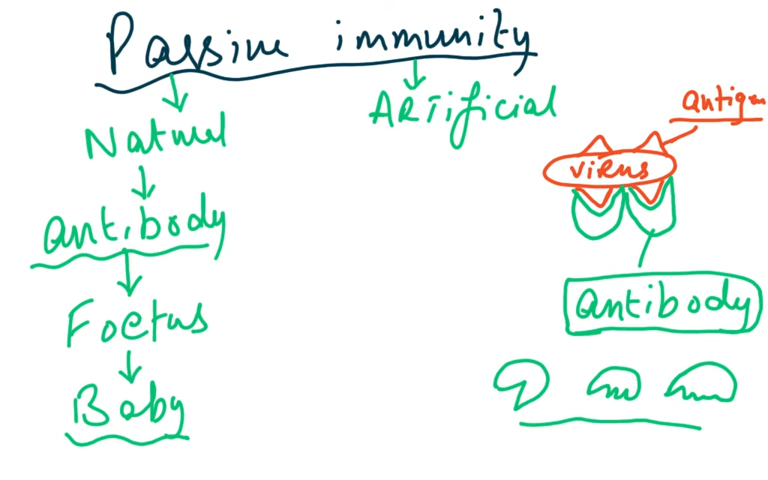 Passive immunity
Natural
ARTificial
antigen
virus
antibody
antibody
Foetus
Baby